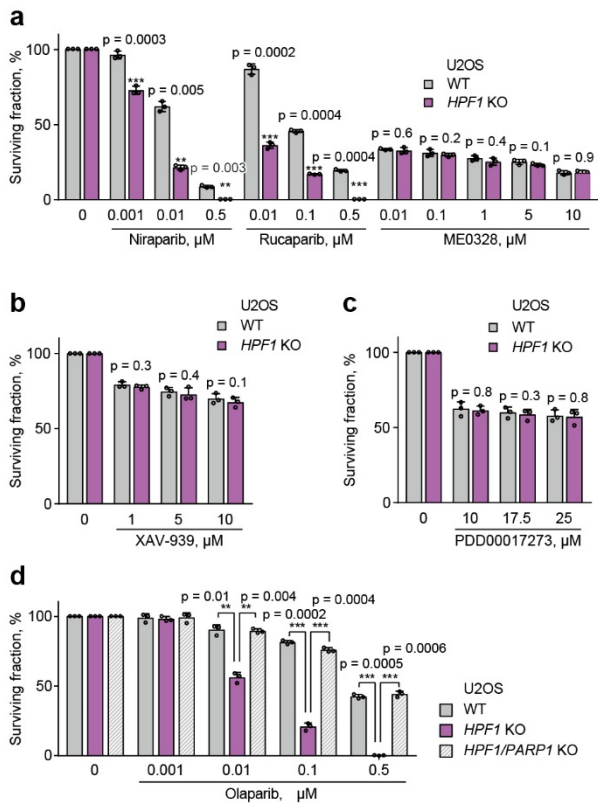 a
U2OS
WT
HPF1 KO
Surviving fraction, %
100
50
0
p = 0.0003
***
p = 0.005
**
p = 0.003
**
p = 0.0002
***
p = 0.0004
***
p = 0.0004
***
p = 0.6
p = 0.2
p = 0.4
p = 0.1
p = 0.9
0 0.001 0.01 0.5 0.01 0.1 0.5 0.01 0.1 1 5 10
Niraparib, µM Rucaparib, µM ME0328, µM
b
U2OS
WT
HPF1 KO
Surviving fraction, %
100
50
0
p = 0.3
p = 0.4
p = 0.1
0 1 5 10
XAV-939, µM
c
U2OS
WT
HPF1 KO
Surviving fraction, %
100
50
0
p = 0.8
p = 0.3
p = 0.8
0 10 17.5 25
PDD00017273, µM
d
Surviving fraction, %
100
50
0
p = 0.01 p = 0.004
** **
p = 0.0002 p = 0.0004
*** ***
p = 0.0005 p = 0.0006
*** ***
U2OS
WT
HPF1 KO
HPF1/PARP1 KO
0 0.001 0.01 0.1 0.5
Olaparib, µM